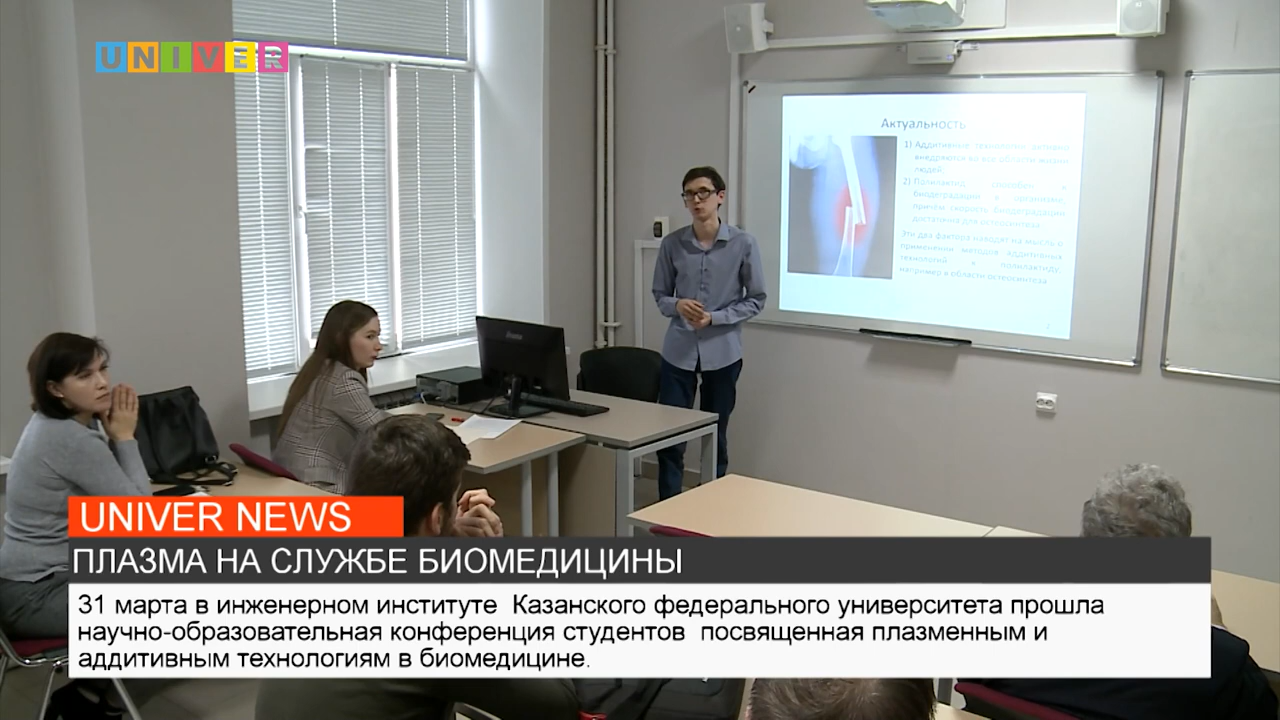 UNIVER
Актуальность
1) Аддитивные технологии активно
внедряются во все области жизни
людей;
2) Полилактид способен к
биодеградации в организме,
причём скорость биодеградации
достаточна для остеосинтеза
Эти два фактора наводят на мысль о
применении методов аддитивных
технологий к полилактиду,
например в области остеосинтеза
UNIVER NEWS
ПЛАЗМА НА СЛУЖБЕ БИОМЕДИЦИНЫ
31 марта в инженерном институте Казанского федерального университета прошла
научно-образовательная конференция студентов посвященная плазменным и
аддитивным технологиям в биомедицине.